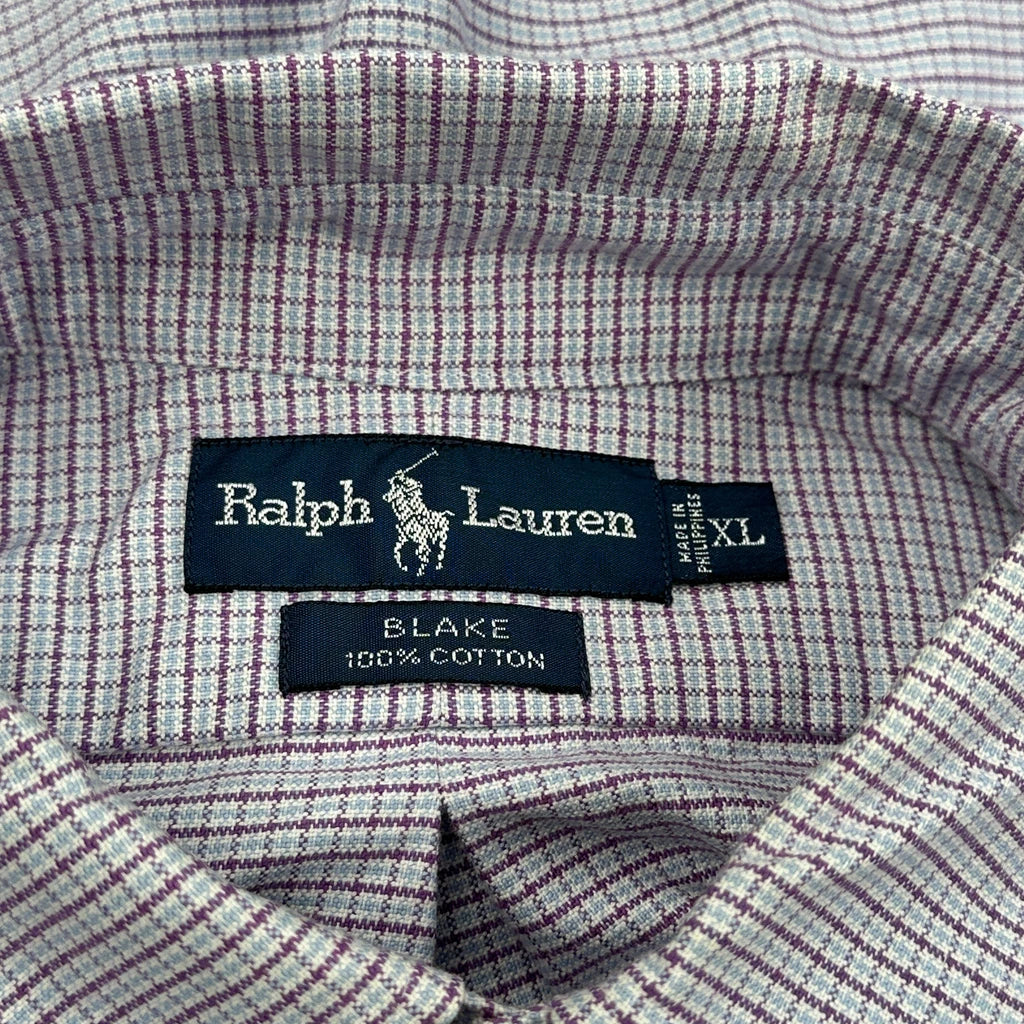 Ralph Lauren
MADE IN
PHILIPPINES
XL
BLAKE
100% COTTON